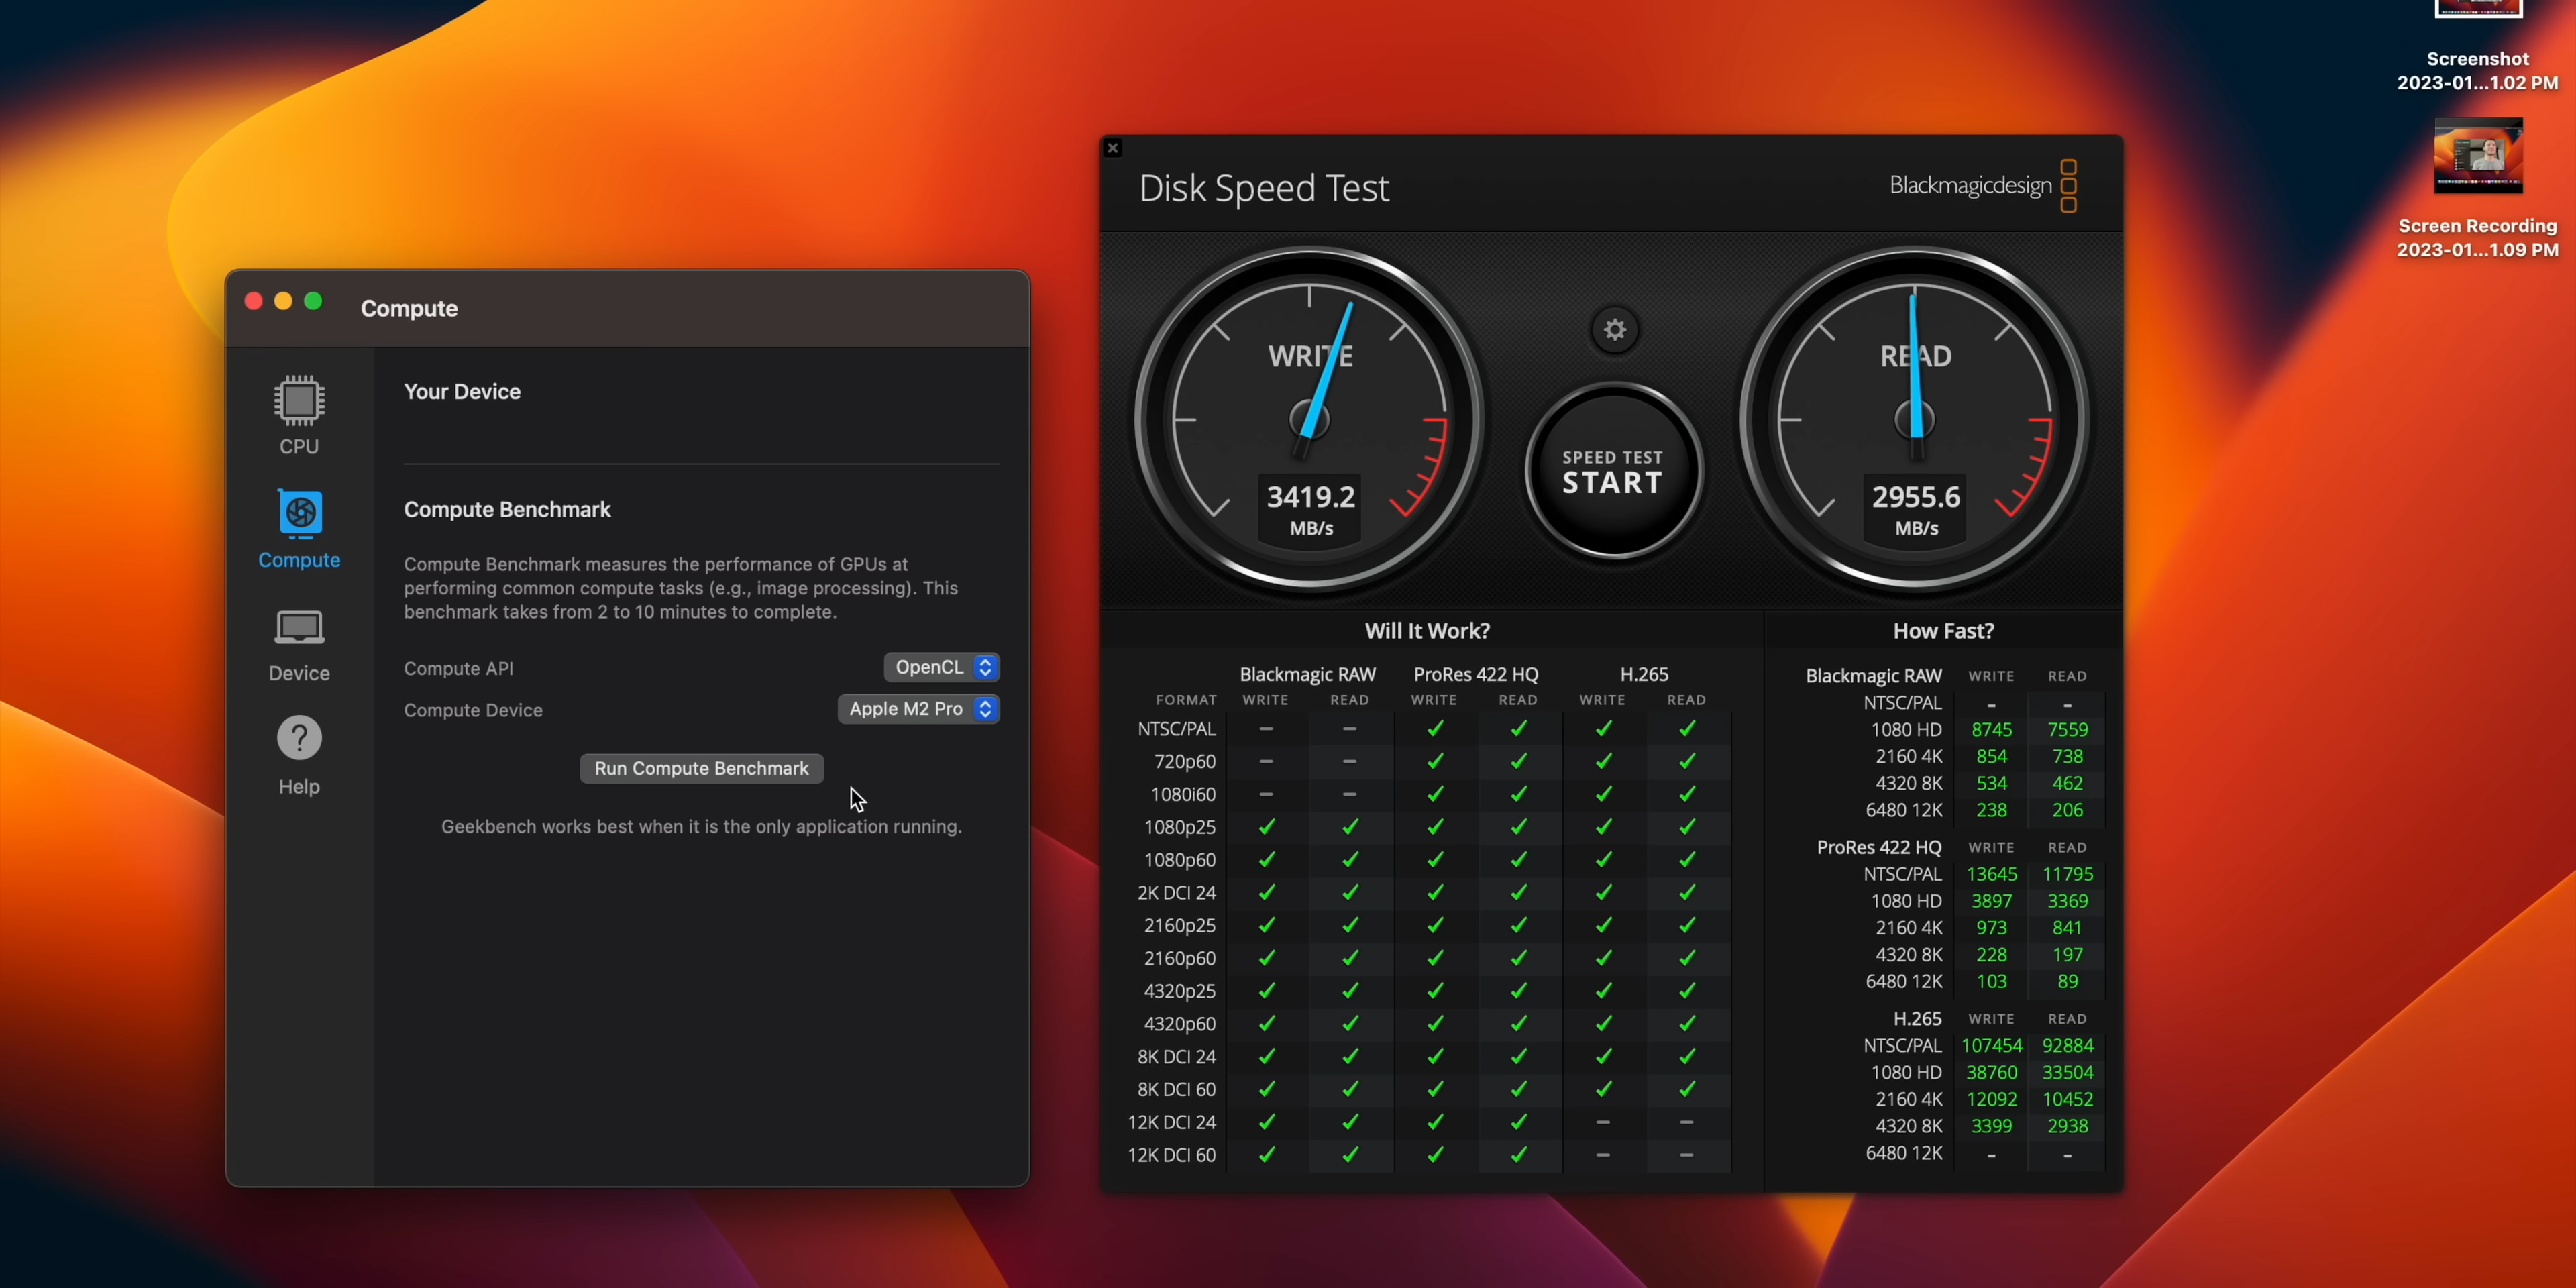 Screenshot
2023-01...1.02 PM
Screen Recording
2023-01...1.09 PM
Compute
CPU
Compute
Device
?
Help
Your Device
Compute Benchmark
Compute Benchmark measures the performance of GPUs at
performing common compute tasks (e.g., image processing). This
benchmark takes from 2 to 10 minutes to complete.
Compute API OpenCL
Compute Device Apple M2 Pro
Run Compute Benchmark
Geekbench works best when it is the only application running.
Disk Speed Test
Blackmagicdesign
WRITE
3419.2
MB/s
SPEED TEST
START
READ
2955.6
MB/s
Will It Work?
Blackmagic RAW ProRes 422 HQ H.265
FORMAT WRITE READ WRITE READ WRITE READ
NTSC/PAL – – ✓ ✓ ✓ ✓
720p60 – – ✓ ✓ ✓ ✓
1080i60 – – ✓ ✓ ✓ ✓
1080p25 ✓ ✓ ✓ ✓ ✓ ✓
1080p60 ✓ ✓ ✓ ✓ ✓ ✓
2K DCI 24 ✓ ✓ ✓ ✓ ✓ ✓
2160p25 ✓ ✓ ✓ ✓ ✓ ✓
2160p60 ✓ ✓ ✓ ✓ ✓ ✓
4320p25 ✓ ✓ ✓ ✓ ✓ ✓
4320p60 ✓ ✓ ✓ ✓ ✓ ✓
8K DCI 24 ✓ ✓ ✓ ✓ ✓ ✓
8K DCI 60 ✓ ✓ ✓ ✓ ✓ ✓
12K DCI 24 ✓ ✓ ✓ ✓ – –
12K DCI 60 ✓ ✓ ✓ ✓ – –
How Fast?
Blackmagic RAW WRITE READ
NTSC/PAL - -
1080 HD 8745 7559
2160 4K 854 738
4320 8K 534 462
6480 12K 238 206
ProRes 422 HQ WRITE READ
NTSC/PAL 13645 11795
1080 HD 3897 3369
2160 4K 973 841
4320 8K 228 197
6480 12K 103 89
H.265 WRITE READ
NTSC/PAL 107454 92884
1080 HD 38760 33504
2160 4K 12092 10452
4320 8K 3399 2938
6480 12K - -